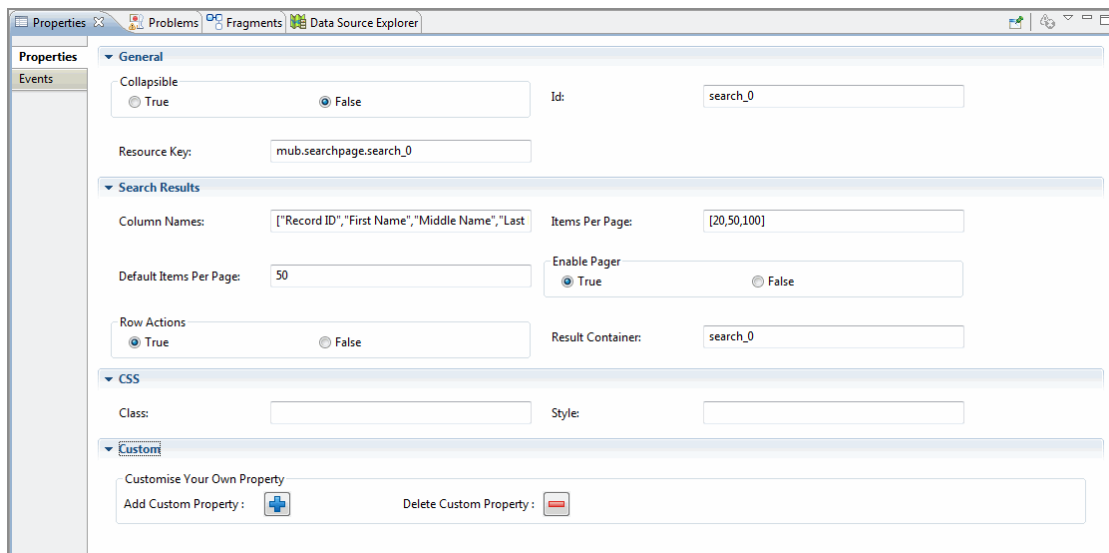 Properties Problems Fragments Data Source Explorer
Properties
Events
General
Collapsible
True False
Id: search_0
Resource Key: mub.searchpage.search_0
Search Results
Column Names: ["Record ID","First Name","Middle Name","Last
Items Per Page: [20,50,100]
Default Items Per Page: 50
Enable Pager
True False
Row Actions
True False
Result Container: search_0
CSS
Class:
Style:
Custom
Customise Your Own Property
Add Custom Property :
Delete Custom Property :